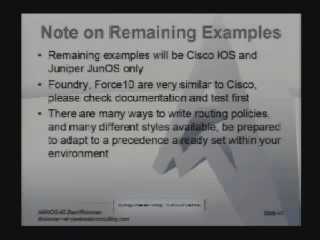 Note on Remaining Examples
• Remaining examples will be Cisco IOS and
Juniper JunOS only
• Foundry, Force10 are very similar to Cisco,
please check documentation and test first
• There are many ways to write routing policies,
and many different styles available, be prepared
to adapt to a precedence already set within your
environment
Engineering Solutions
NANOG 40
Slide